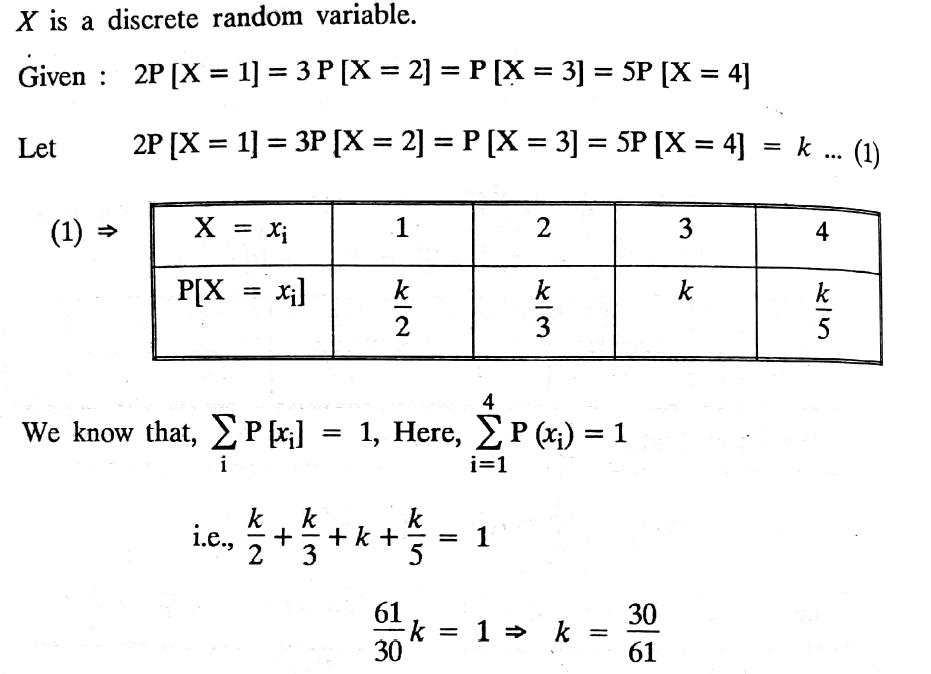 X is a discrete random variable.
Given : 2P [X = 1] = 3 P [X = 2] = P [X = 3] = 5P [X = 4]
Let 2P [X = 1] = 3P [X = 2] = P [X = 3] = 5P [X = 4] = k ... (1)
(1) ⇒ X = xᵢ 1 2 3 4
P[X = xᵢ] k/2 k/3 k k/5
We know that, ∑ᵢ P [xᵢ] = 1, Here, ∑ᵢ₌₁⁴ P (xᵢ) = 1
i.e., k/2 + k/3 + k + k/5 = 1
61/30 k = 1 ⇒ k = 30/61